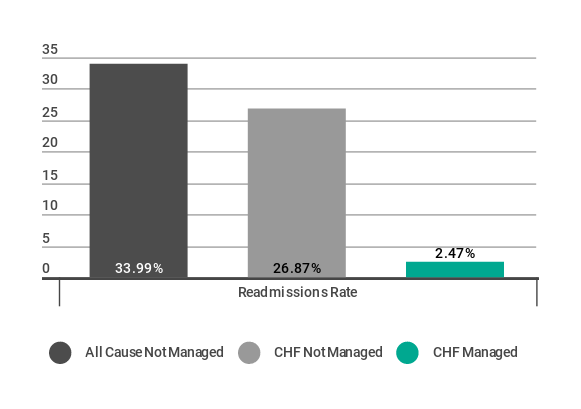 35
30
25
20
15
10
5
0
33.99%
26.87%
2.47%
Readmissions Rate
All Cause Not Managed
CHF Not Managed
CHF Managed